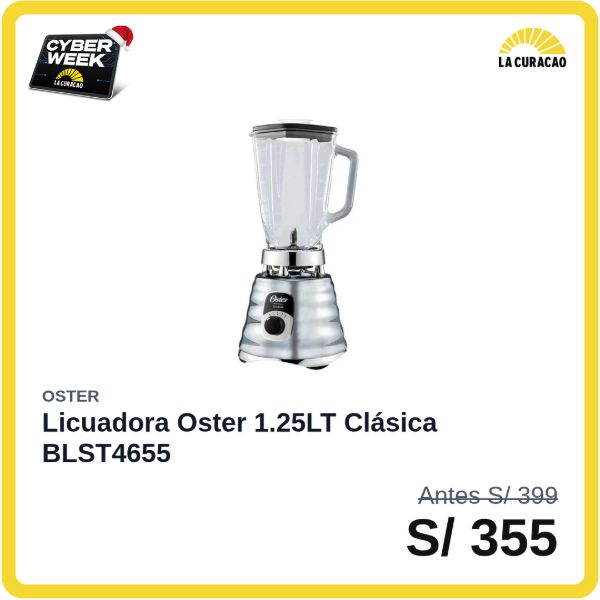 CYBER
WEEK
LA CURACAO
LA CURACAO
Oster
OSTER
Licuadora Oster 1.25LT Clásica
BLST4655
Antes S/ 399
S/ 355